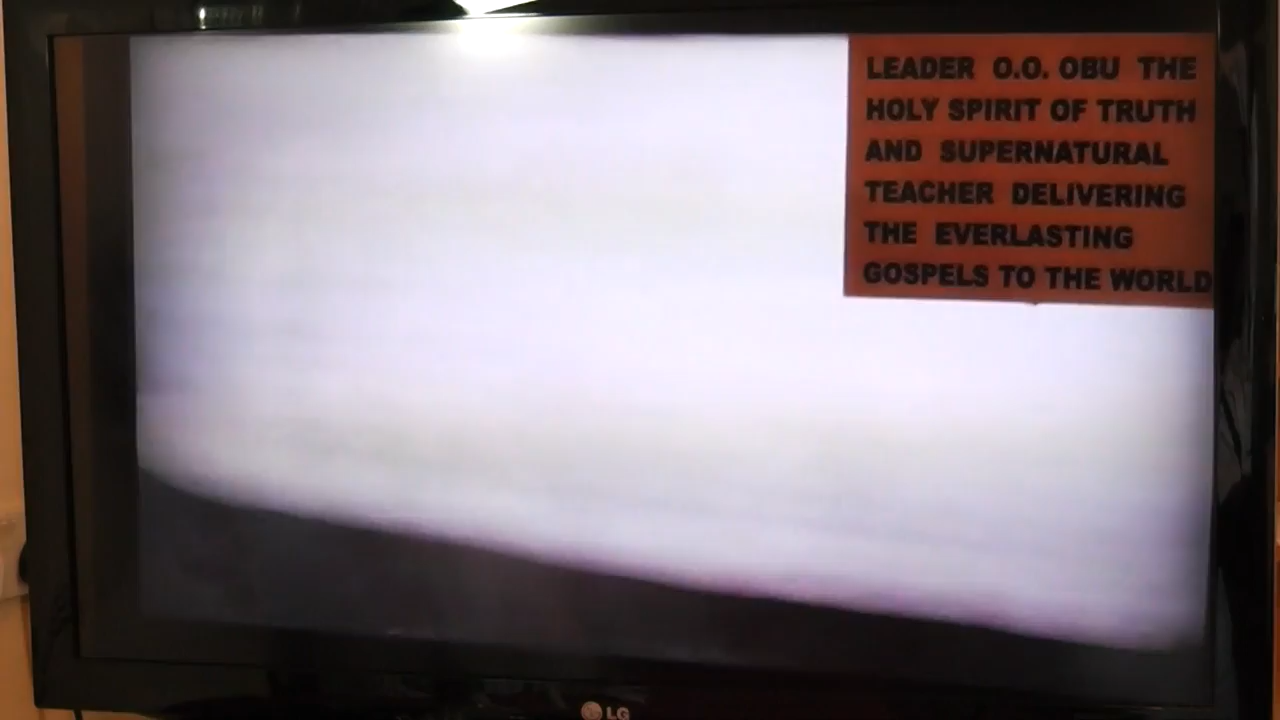 LEADER O.O. OBU THE
HOLY SPIRIT OF TRUTH
AND SUPERNATURAL
TEACHER DELIVERING
THE EVERLASTING
GOSPELS TO THE WORLD
LG